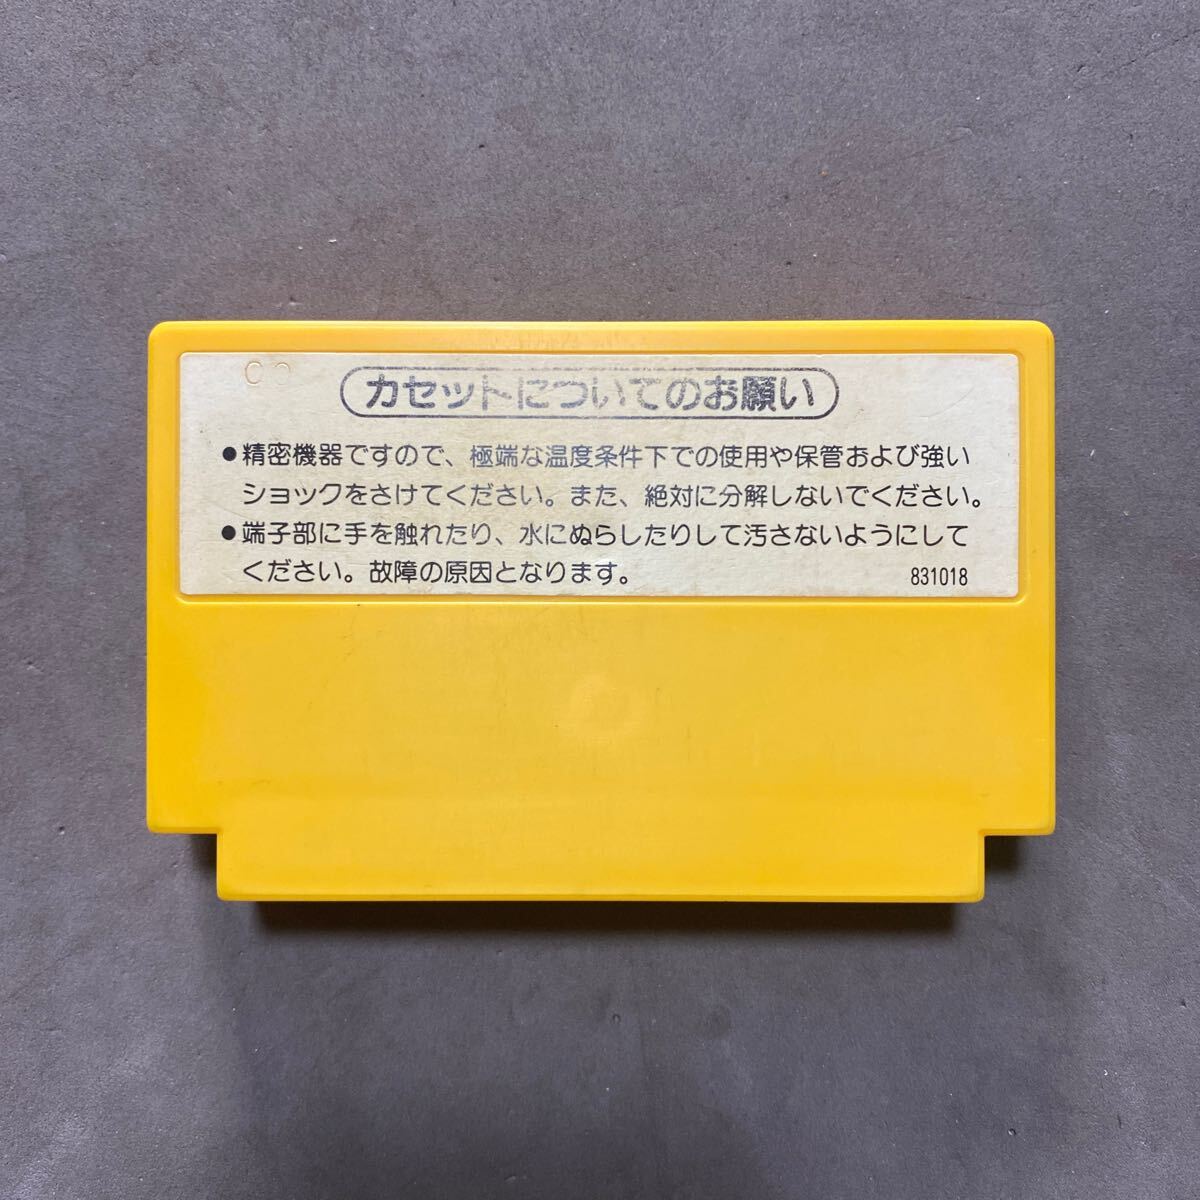 カセットについてのお願い
●精密機器ですので、極端な温度条件下での使用や保管および強い
ショックをさけてください。また、絶対に分解しないでください。
●端子部に手を触れたり、水にぬらしたりして汚さないようにして
ください。故障の原因となります。
831018